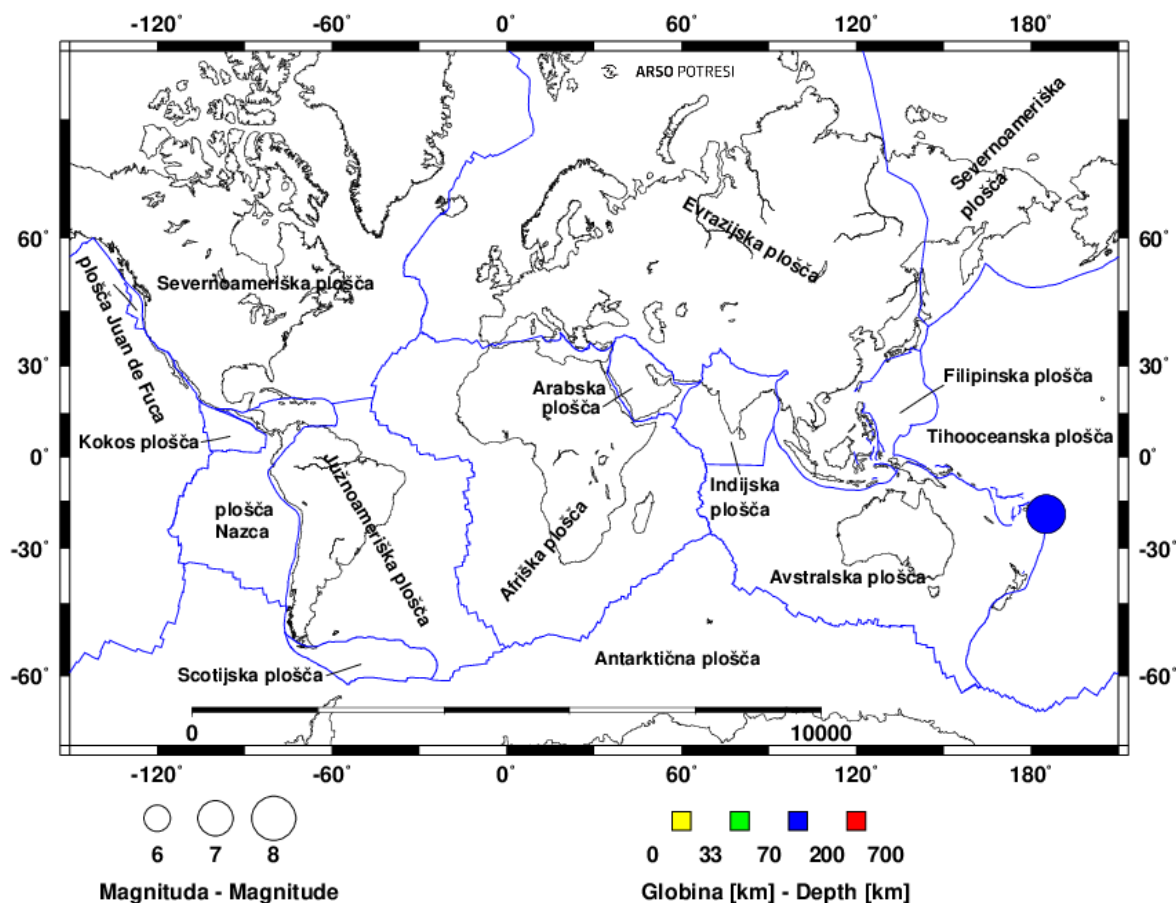 -120° -60° 0° 60° 120° 180°
ARSO POTRESI
Severnoameriška
plošča
Evrazijska plošča
60° 60°
plošča Juan de Fuca
Severnoameriška plošča
30° 30°
Arabska
plošča
Filipinska plošča
Kokos plošča
Tihooceanska plošča
0° 0°
Južnoameriška plošča
Indijska
plošča
plošča
Nazca
Afriška plošča
-30° -30°
Avstralska plošča
Antarktična plošča
Scotijska plošča
-60° -60°
0 10000
-120° -60° 0° 60° 120° 180°
6 7 8
0 33 70 200 700
Magnituda - Magnitude
Globina [km] - Depth [km]